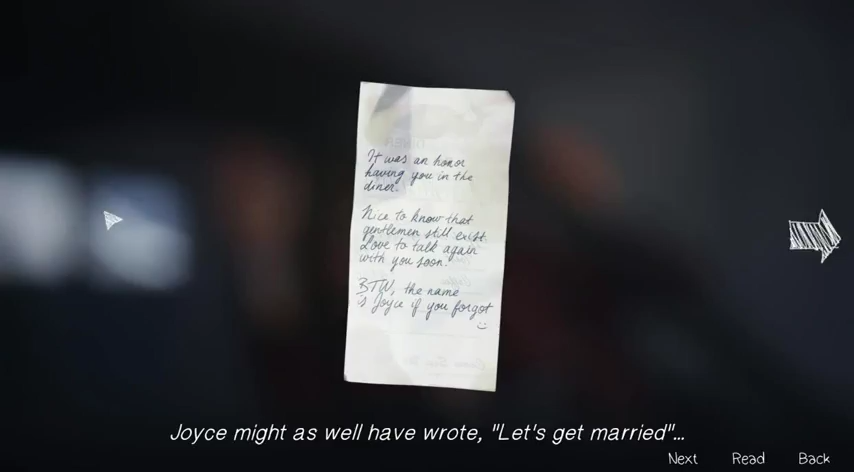 It was an honor
having you in the
diner.
Nice to know that
gentlemen still exist.
Love to talk again
with you soon.
BTW, the name
is Joyce if you forgot
Joyce might as well have wrote, "Let's get married"...
Next Read Back